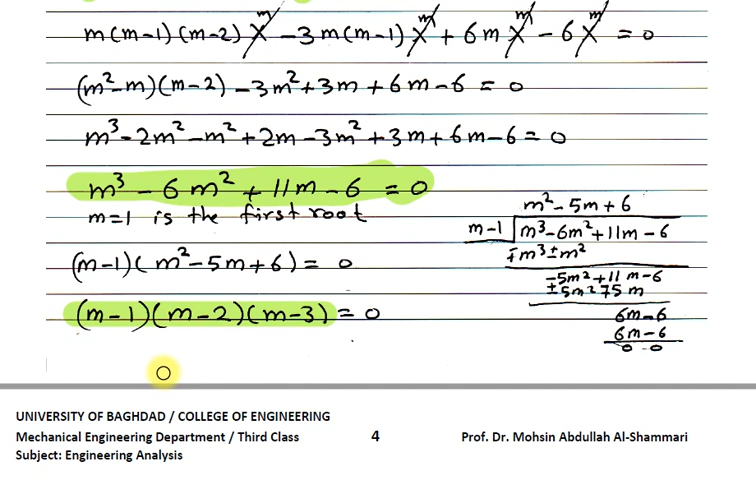 m(m-1)(m-2)x^m -3m(m-1)x^m + 6mx^m - 6x^m = 0
(m²-m)(m-2)-3m²+3m+6m-6 = 0
m³-2m²-m²+2m-3m²+3m+6m-6 = 0
m³ - 6m² + 11m - 6 = 0
m=1 is the first root
(m-1)(m²-5m+6) = 0
(m-1)(m-2)(m-3) = 0
m²-5m+6
m-1 m³-6m²+11m-6
∓m³±m²
-5m²+11m-6
±5m²∓5m
6m-6
6m-6
0 0
UNIVERSITY OF BAGHDAD / COLLEGE OF ENGINEERING
Mechanical Engineering Department / Third Class 4 Prof. Dr. Mohsin Abdullah Al-Shammari
Subject: Engineering Analysis